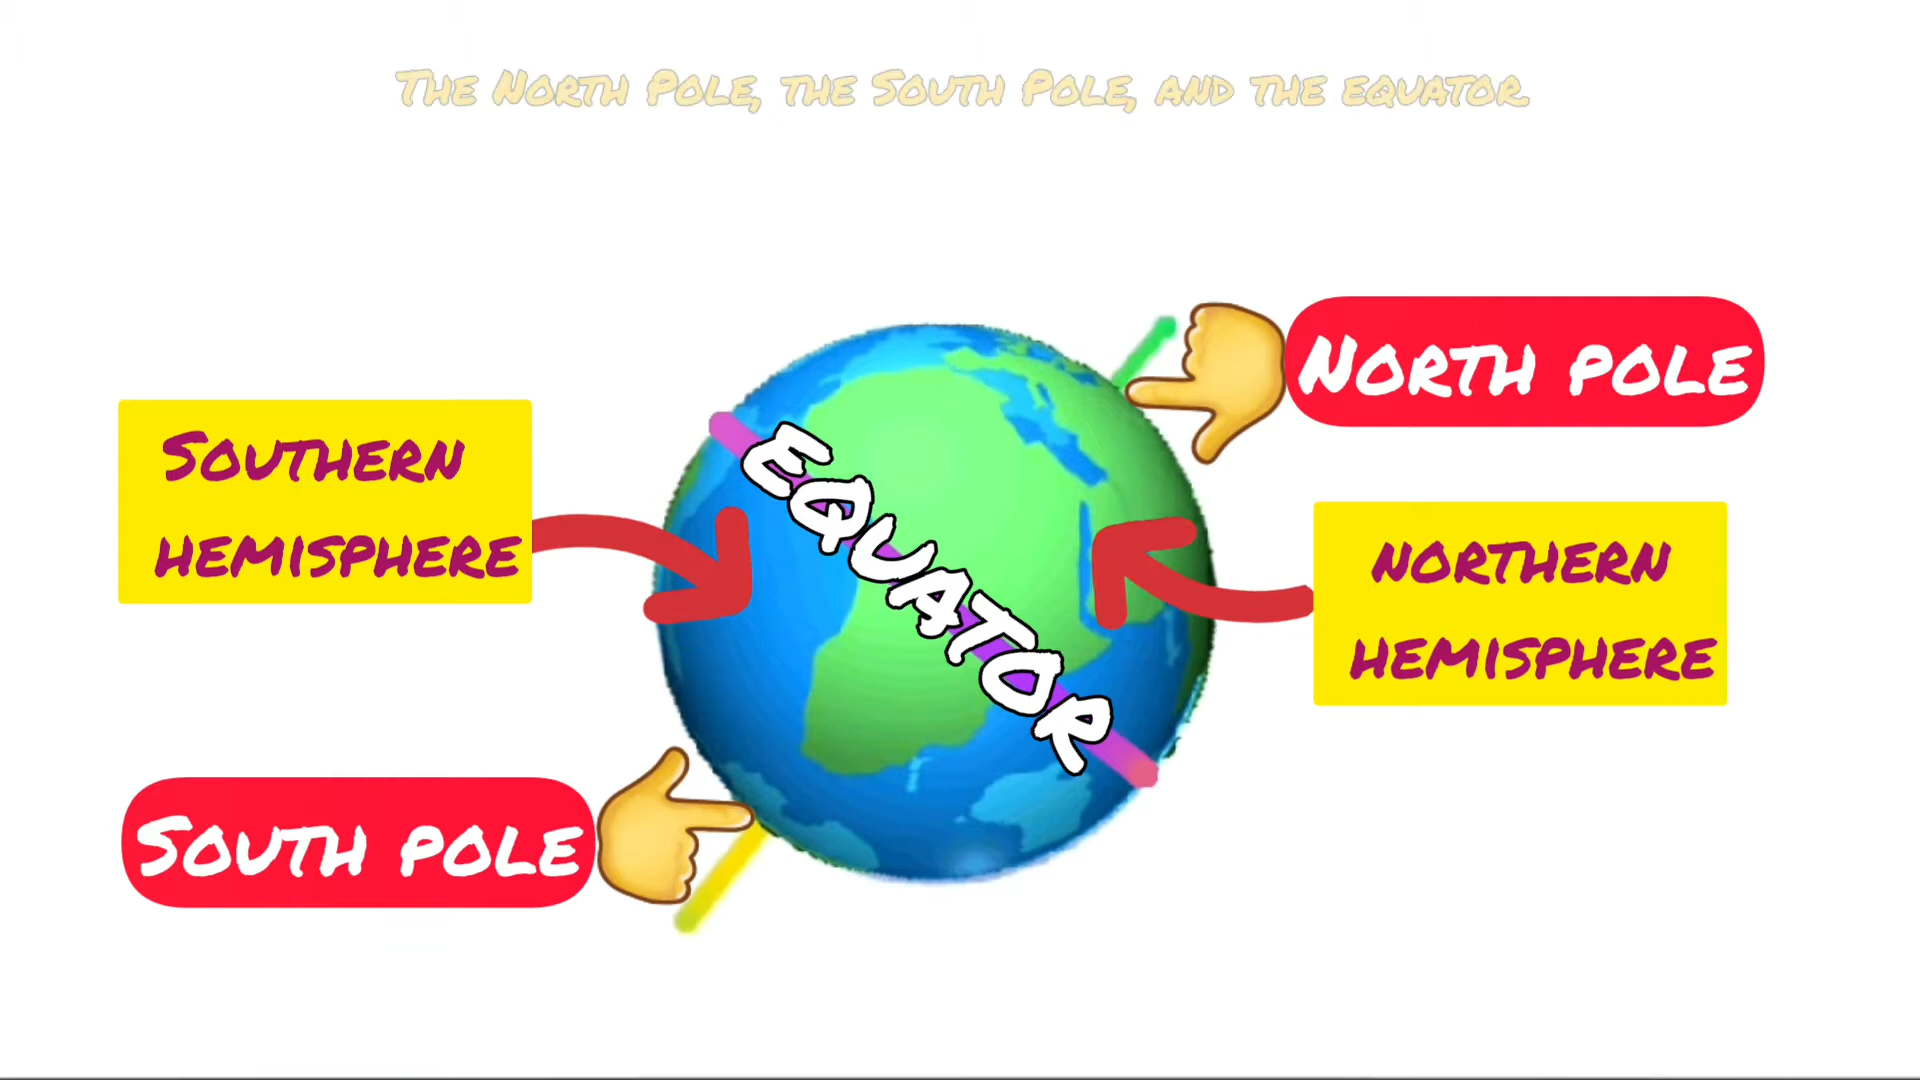 The North Pole, the South Pole, and the equator.
North pole
Southern
hemisphere
Equator
northern
hemisphere
South pole